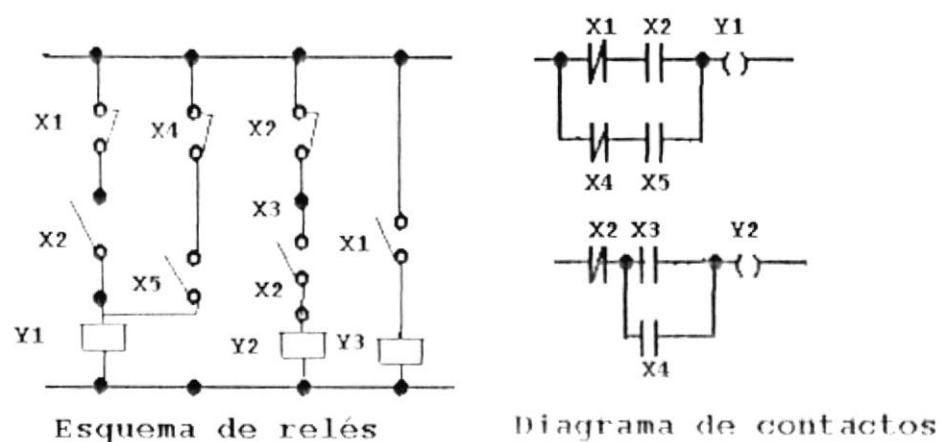 X1 X4 X2
X3
X2 X1
X5 X2
Y1 Y2 Y3
Esquema de relés
X1 X2 Y1
X4 X5
X2 X3 Y2
X4
Diagrama de contactos